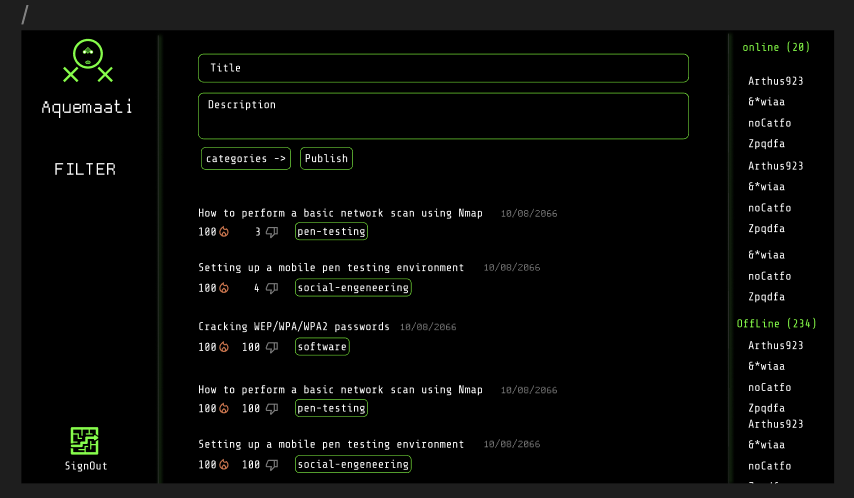 /
Aquemaati
FILTER
SignOut
Title
Description
categories ->
Publish
How to perform a basic network scan using Nmap 10/08/2066
100 3 pen-testing
Setting up a mobile pen testing environment 10/08/2066
100 4 social-engeneering
Cracking WEP/WPA/WPA2 passwords 10/08/2066
100 100 software
How to perform a basic network scan using Nmap 10/08/2066
100 100 pen-testing
Setting up a mobile pen testing environment 10/08/2066
100 100 social-engeneering
online (20)
Arthus923
&*wiaa
noCatfo
Zpqdfa
Arthus923
&*wiaa
noCatfo
Zpqdfa
&*wiaa
noCatfo
Zpqdfa
OffLine (234)
Arthus923
&*wiaa
noCatfo
Zpqdfa
Arthus923
&*wiaa
noCatfo